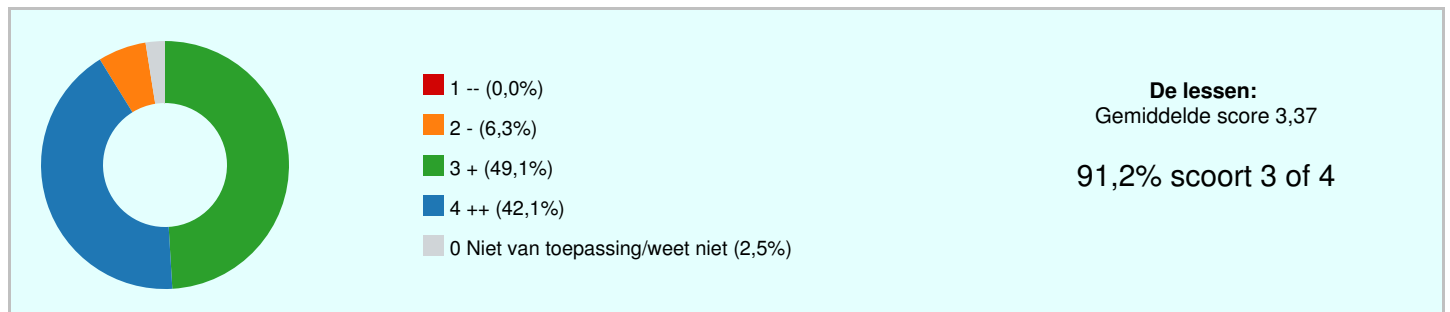 1 -- (0,0%)
2 - (6,3%)
3 + (49,1%)
4 ++ (42,1%)
0 Niet van toepassing/weet niet (2,5%)
De lessen:
Gemiddelde score 3,37
91,2% scoort 3 of 4